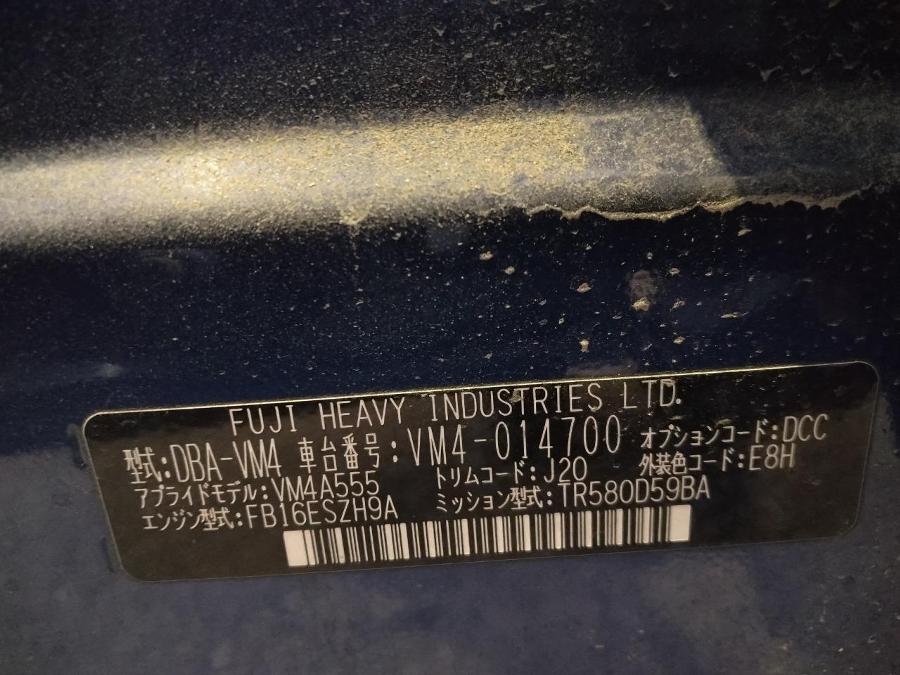 FUJI HEAVY INDUSTRIES LTD.
型式:DBA-VM4 車台番号:VM4-014700 オプションコード:DCC
アプライドモデル:VM4A555 トリムコード:J20 外装色コード:E8H
エンジン型式:FB16ESZH9A ミッション型式:TR580D59BA